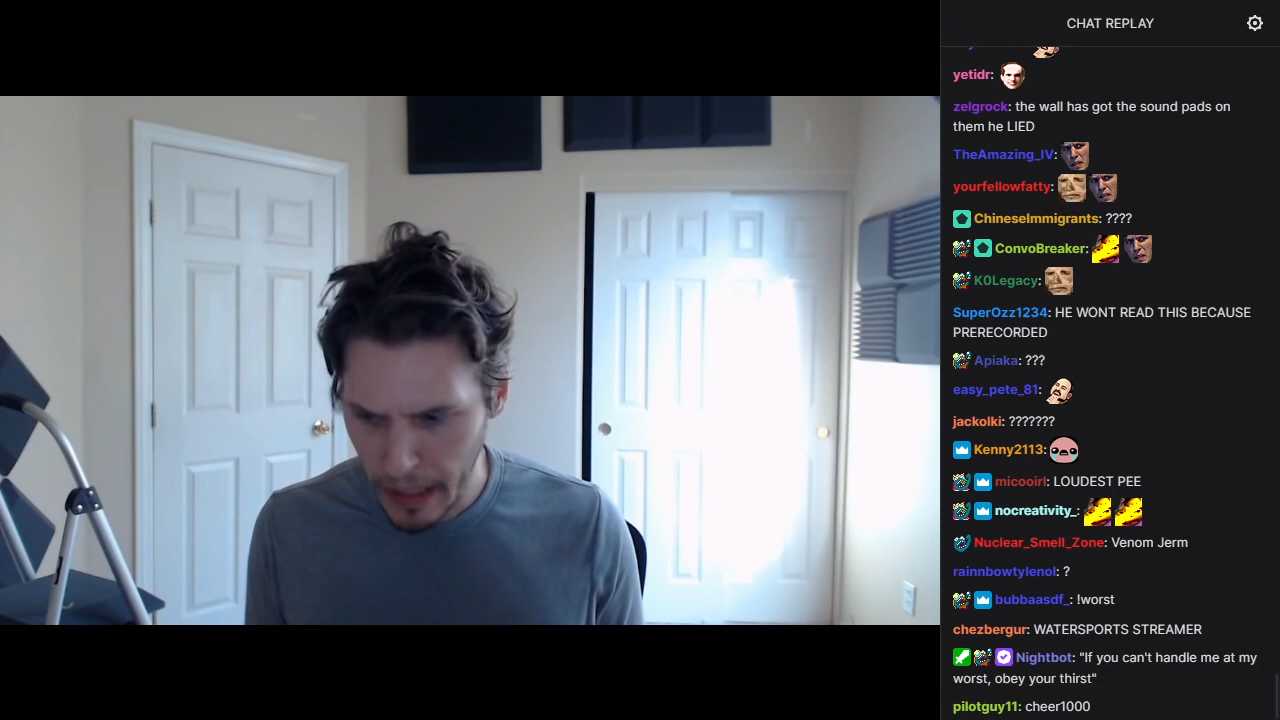 CHAT REPLAY
yetidr:
zelgrock: the wall has got the sound pads on
them he LIED
TheAmazing_IV:
yourfellowfatty:
ChineseImmigrants: ????
ConvoBreaker:
K0Legacy:
SuperOzz1234: HE WONT READ THIS BECAUSE
PRERECORDED
Apiaka: ???
easy_pete_81:
jackolki: ???????
Kenny2113:
micooirl: LOUDEST PEE
nocreativity_:
Nuclear_Smell_Zone: Venom Jerm
rainnbowtylenol: ?
bubbaasdf_: !worst
chezbergur: WATERSPORTS STREAMER
Nightbot: "If you can't handle me at my
worst, obey your thirst"
pilotguy11: cheer1000